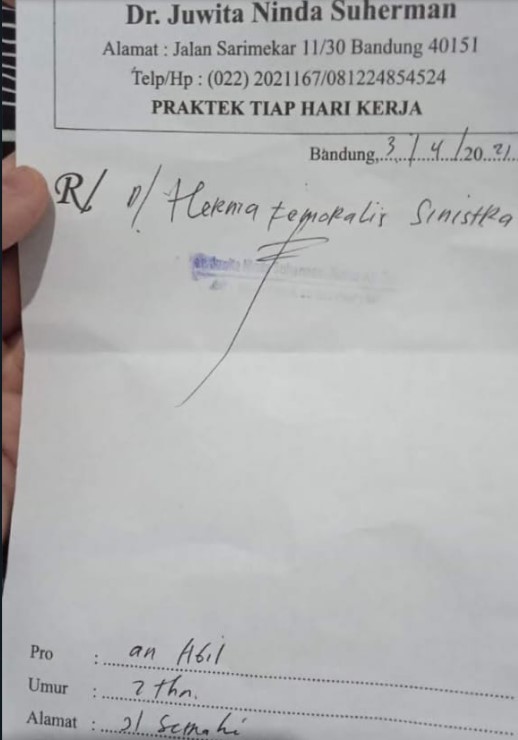 Dr. Juwita Ninda Suherman
Alamat : Jalan Sarimekar 11/30 Bandung 40151
Telp/Hp : (022) 2021167/081224854524
PRAKTEK TIAP HARI KERJA
Bandung, 3 / 4 / 20 21
R/ D/ Hernia femoralis Sinistra
Pro : an Abil
Umur : 2 thn.
Alamat :